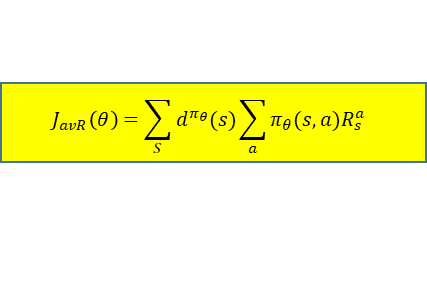 J_{avR}(θ) = ∑_S d^{π_θ}(s) ∑_a π_θ(s, a) R_s^a